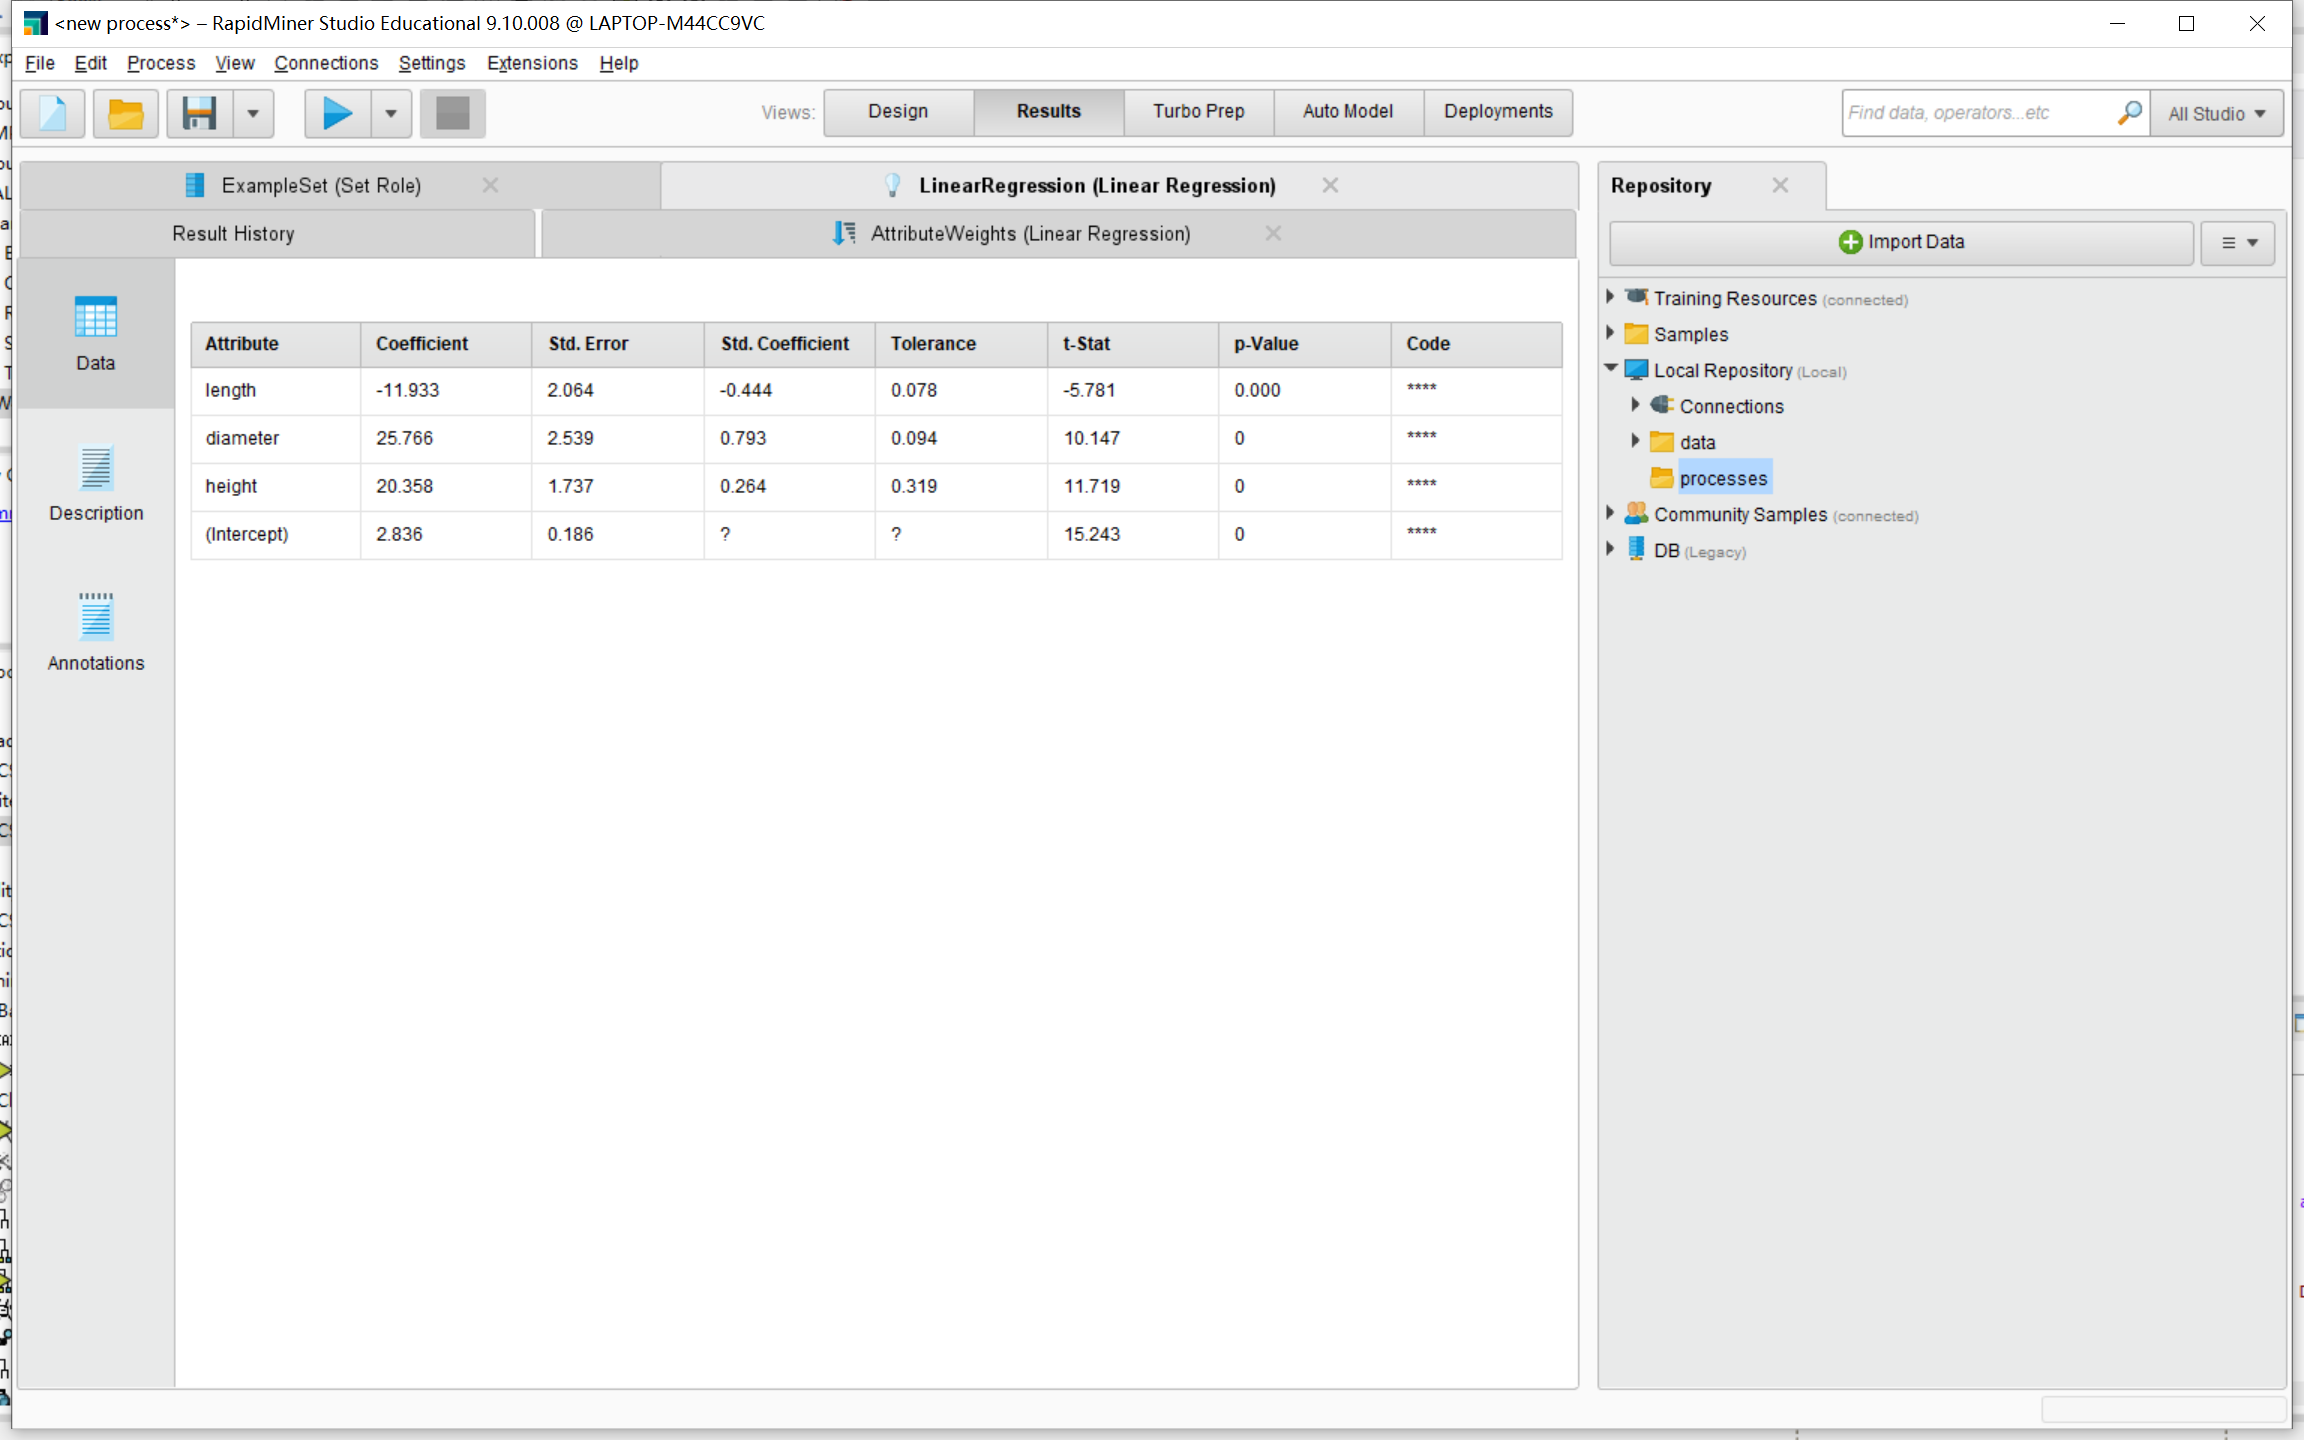 <new process*> – RapidMiner Studio Educational 9.10.008 @ LAPTOP-M44CC9VC
File Edit Process View Connections Settings Extensions Help
Views: Design Results Turbo Prep Auto Model Deployments Find data, operators...etc All Studio
ExampleSet (Set Role) LinearRegression (Linear Regression)
Result History AttributeWeights (Linear Regression)
Data
Description
Annotations
Attribute Coefficient Std. Error Std. Coefficient Tolerance t-Stat p-Value Code
length -11.933 2.064 -0.444 0.078 -5.781 0.000 ****
diameter 25.766 2.539 0.793 0.094 10.147 0 ****
height 20.358 1.737 0.264 0.319 11.719 0 ****
(Intercept) 2.836 0.186 ? ? 15.243 0 ****
Repository
Import Data
Training Resources (connected)
Samples
Local Repository (Local)
Connections
data
processes
Community Samples (connected)
DB (Legacy)